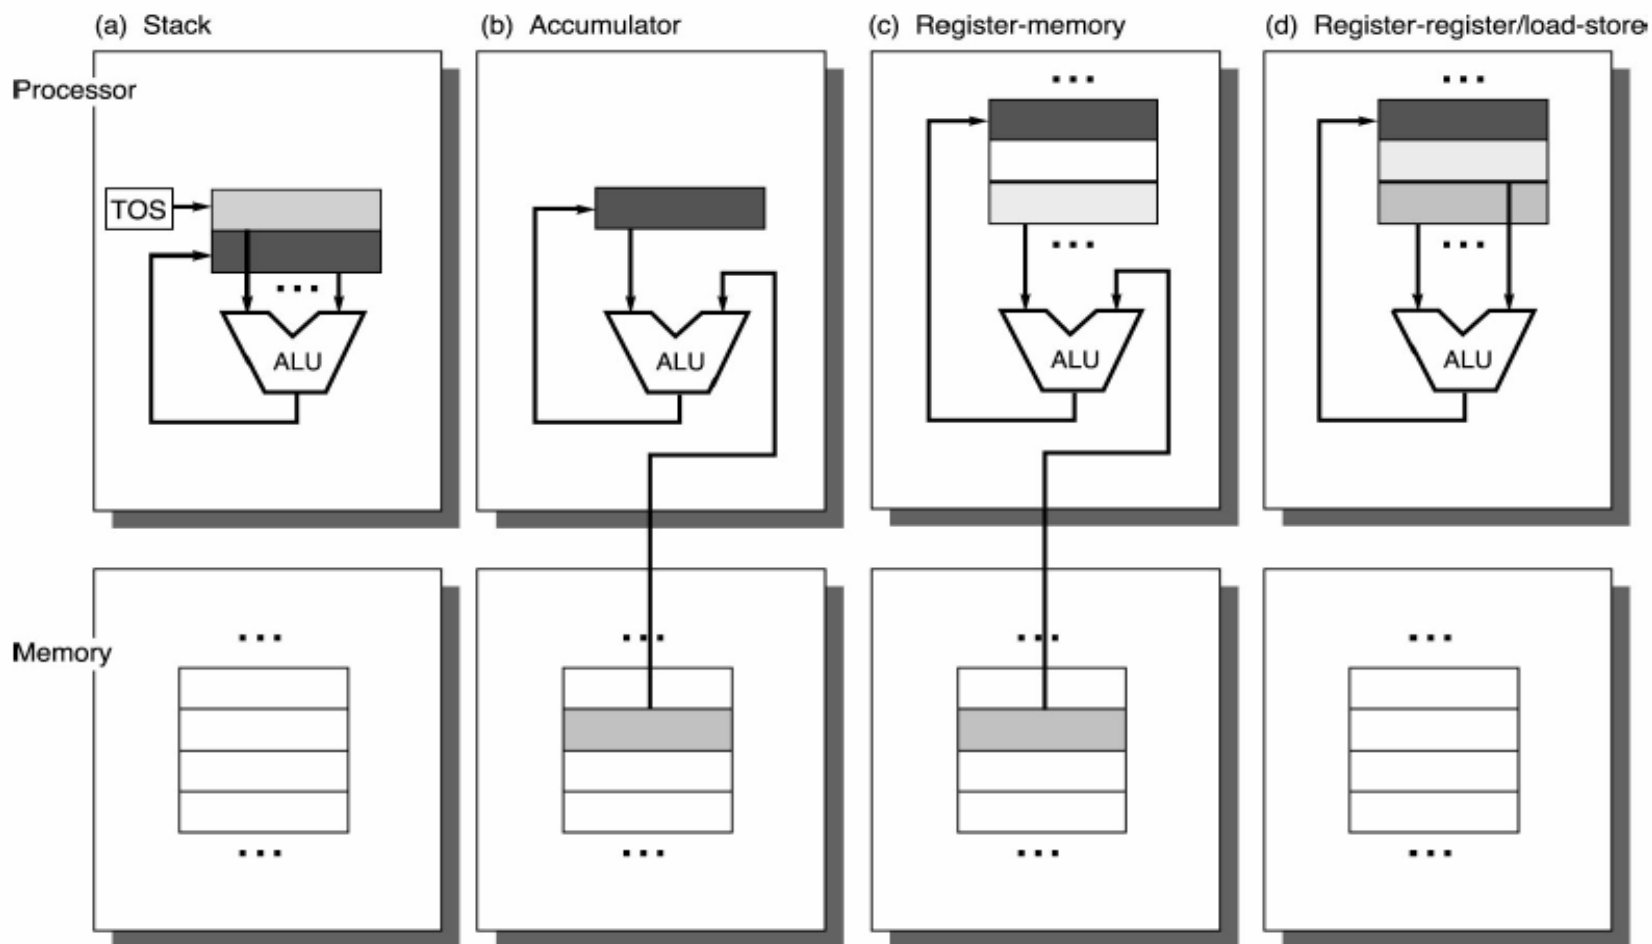 (a) Stack
(b) Accumulator
(c) Register-memory
(d) Register-register/load-store
Processor
TOS
...
...
...
...
...
...
ALU
ALU
ALU
ALU
Memory
...
...
...
...
...
...
...
...